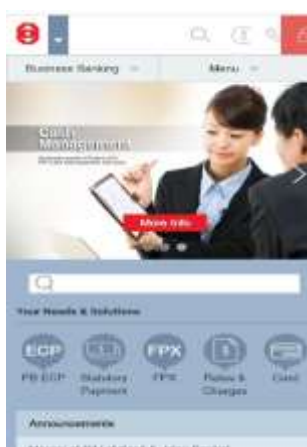 Business Banking
Menu
Cash
Management
More Info
Your Needs & Solutions
ECP
FPX
PB ECP
Statutory
Payment
FPX
Rates &
Charges
Card
Announcements